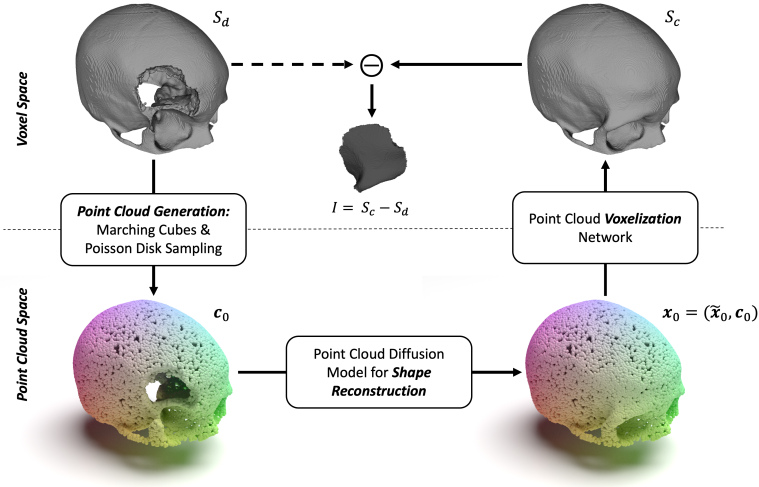 S_d
S_c
Voxel Space
I = S_c − S_d
Point Cloud Generation:
Marching Cubes &
Poisson Disk Sampling
Point Cloud Voxelization
Network
Point Cloud Space
c_0
x_0 = (x̃_0, c_0)
Point Cloud Diffusion
Model for Shape
Reconstruction